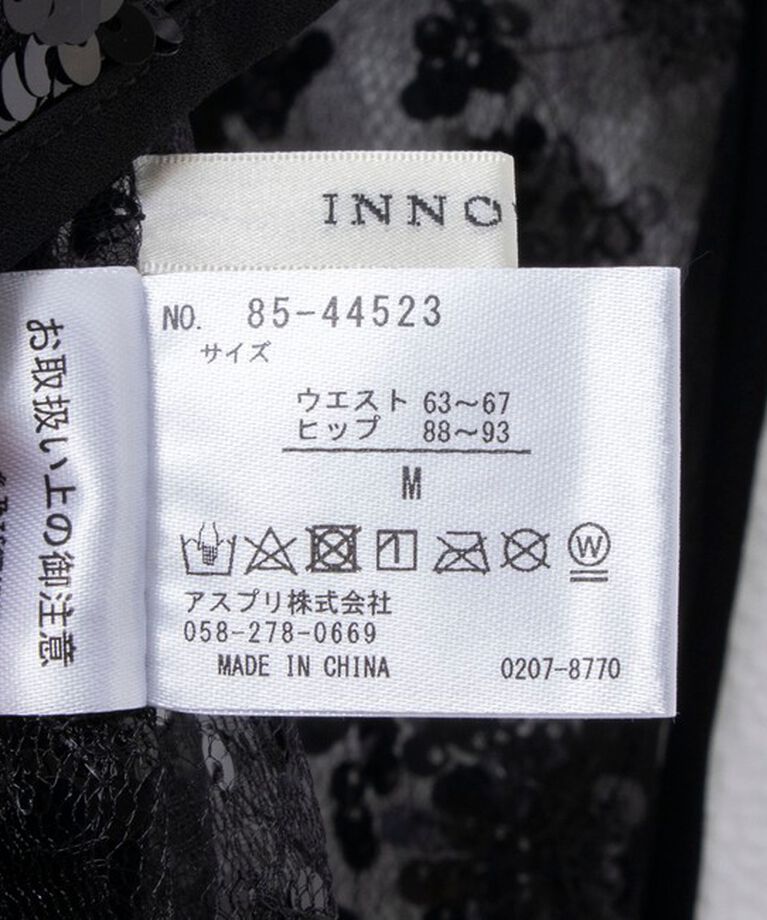 INNO
NO. 85-44523
サイズ
ウエスト 63〜67
ヒップ 88〜93
M
W
アスプリ株式会社
058-278-0669
MADE IN CHINA 0207-8770
お取扱い上の御注意